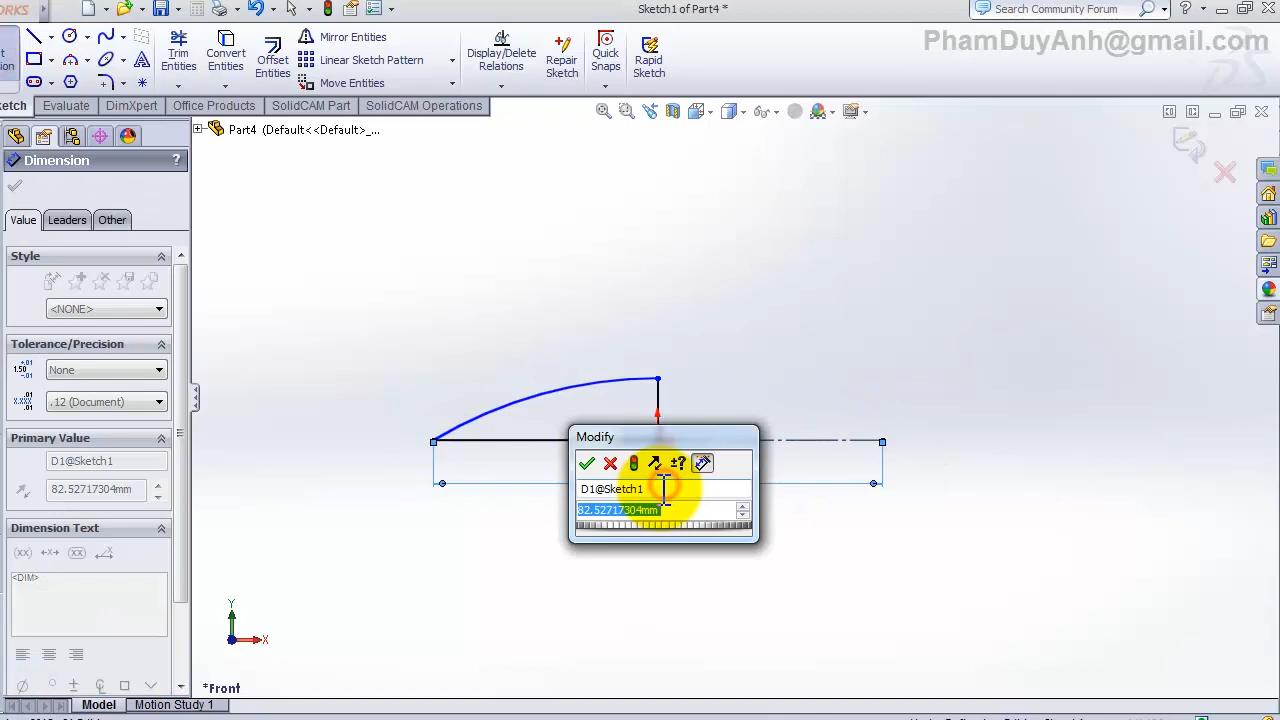 ORKS
Sketch1 of Part4 *
Search Community Forum
PhamDuyAnh@gmail.com
Trim
Entities
Convert
Entities
Offset
Entities
Mirror Entities
Linear Sketch Pattern
Move Entities
Display/Delete
Relations
Repair
Sketch
Quick
Snaps
Rapid
Sketch
ketch
Evaluate
DimXpert
Office Products
SolidCAM Part
SolidCAM Operations
Part4 (Default<<Default>_...
Dimension
?
Value
Leaders
Other
Style
<NONE>
Tolerance/Precision
None
.12 (Document)
Primary Value
D1@Sketch1
82.52717304mm
Dimension Text
<DIM>
Modify
D1@Sketch1
82.52717304mm
Y
X
*Front
Model
Motion Study 1